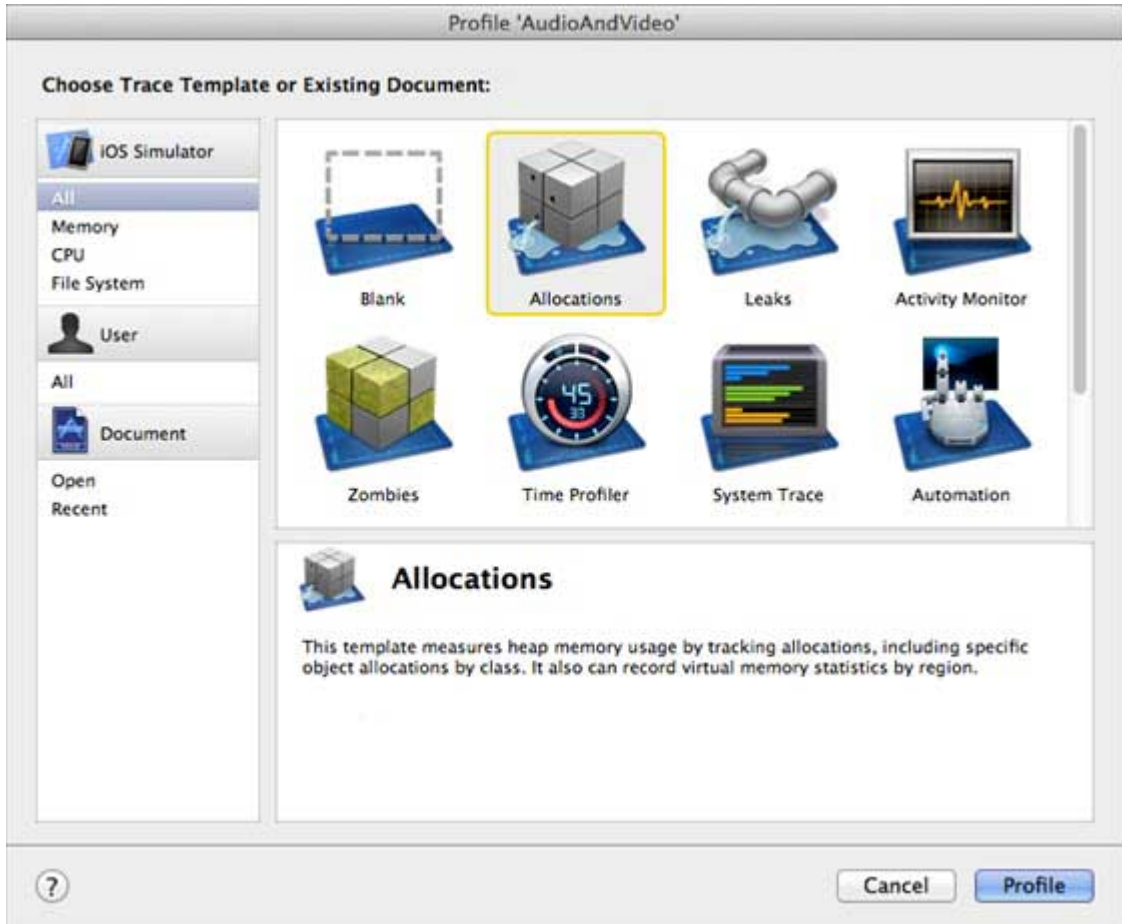 Profile 'AudioAndVideo'
Choose Trace Template or Existing Document:
iOS Simulator
All
Memory
CPU
File System
User
All
Document
Open
Recent
Blank
Allocations
Leaks
Activity Monitor
45
33
Zombies
Time Profiler
System Trace
Automation
Allocations
This template measures heap memory usage by tracking allocations, including specific
object allocations by class. It also can record virtual memory statistics by region.
?
Cancel
Profile